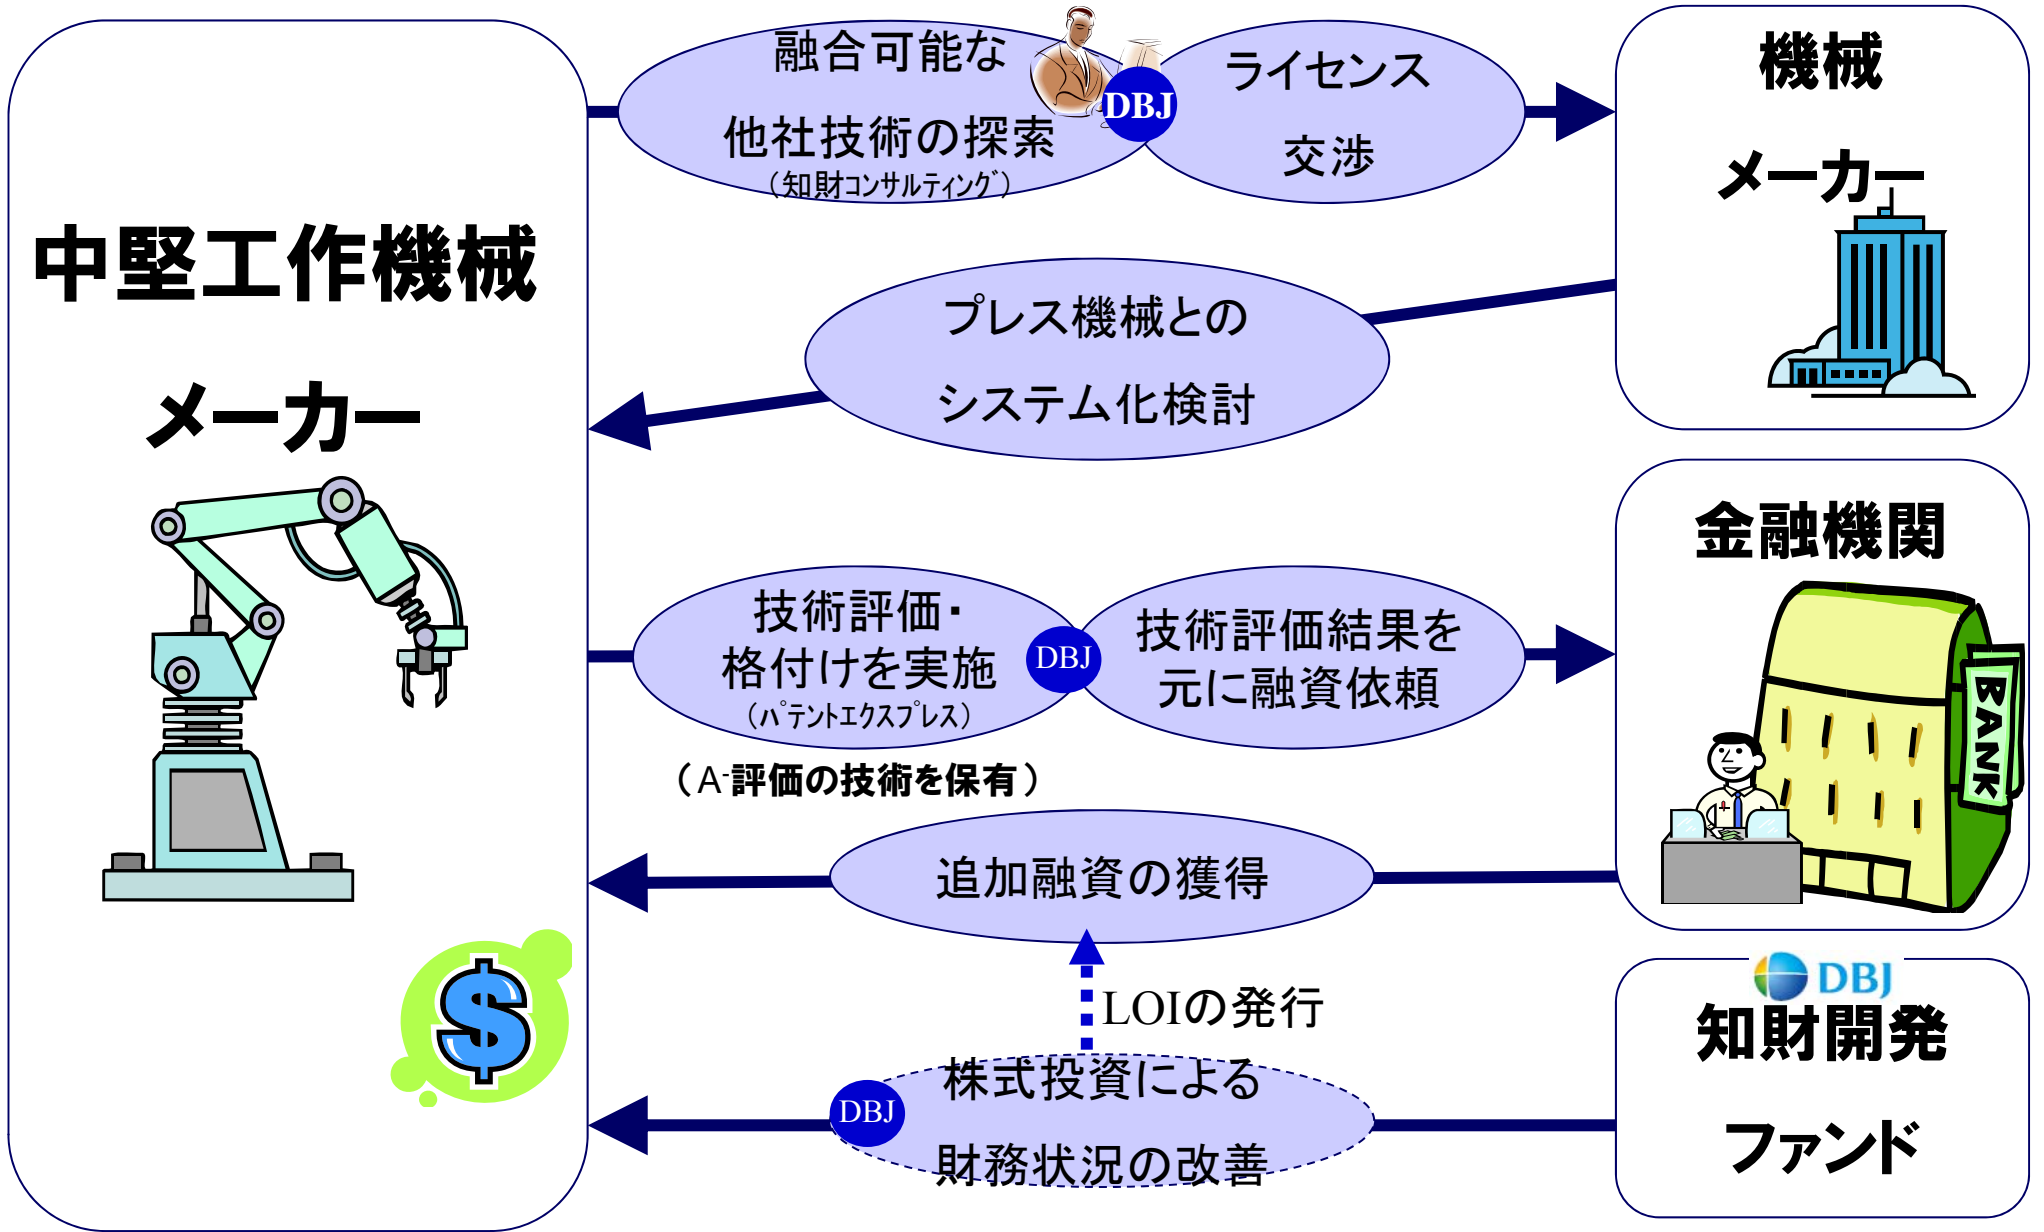 中堅工作機械
メーカー
融合可能な
他社技術の探索
（知財ｺﾝｻﾙﾃｨﾝｸﾞ）
DBJ
ライセンス
交渉
機械
メーカー
プレス機械との
システム化検討
技術評価・
格付けを実施
（ﾊﾟﾃﾝﾄｴｸｽﾌﾟﾚｽ）
DBJ
技術評価結果を
元に融資依頼
（A-評価の技術を保有）
金融機関
BANK
追加融資の獲得
LOIの発行
DBJ
株式投資による
財務状況の改善
DBJ
知財開発
ファンド